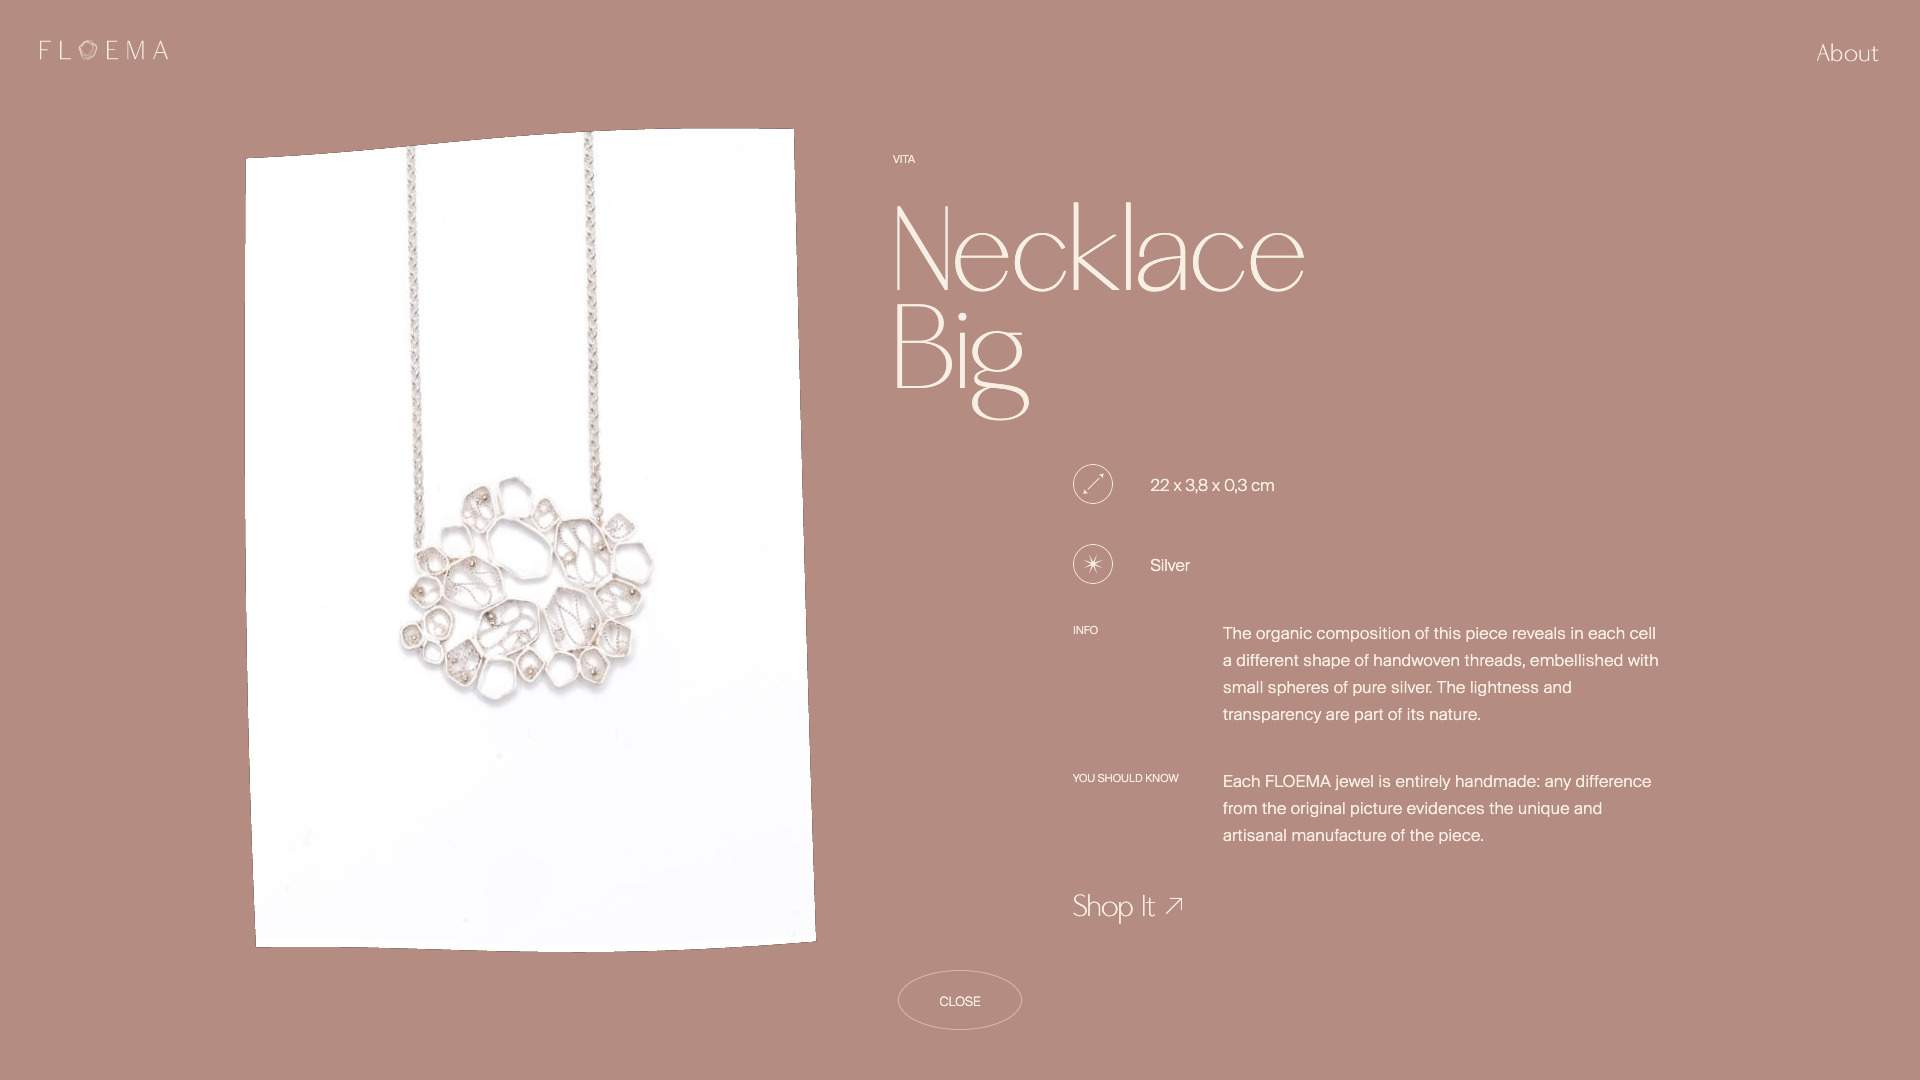 FLOEMA
About
VITA
Necklace
Big
22 x 3,8 x 0,3 cm
Silver
INFO
The organic composition of this piece reveals in each cell
a different shape of handwoven threads, embellished with
small spheres of pure silver. The lightness and
transparency are part of its nature.
YOU SHOULD KNOW
Each FLOEMA jewel is entirely handmade: any difference
from the original picture evidences the unique and
artisanal manufacture of the piece.
Shop It
CLOSE